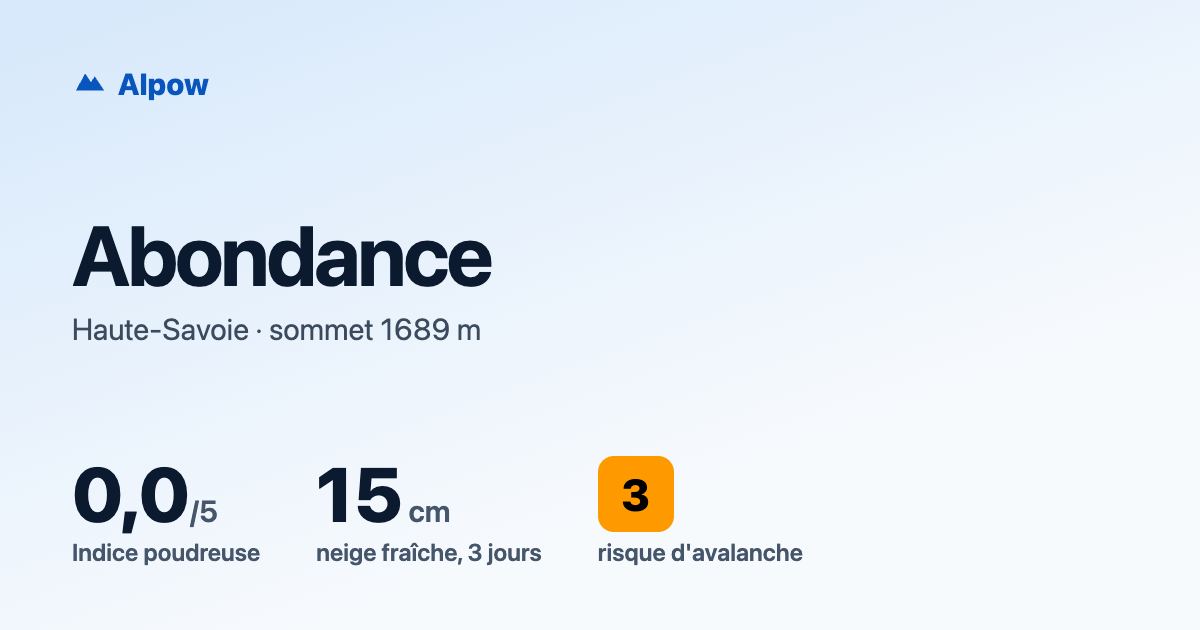 Alpow
Abondance
Haute-Savoie · sommet 1689 m
0,0/5
Indice poudreuse
15 cm
neige fraîche, 3 jours
3
risque d'avalanche